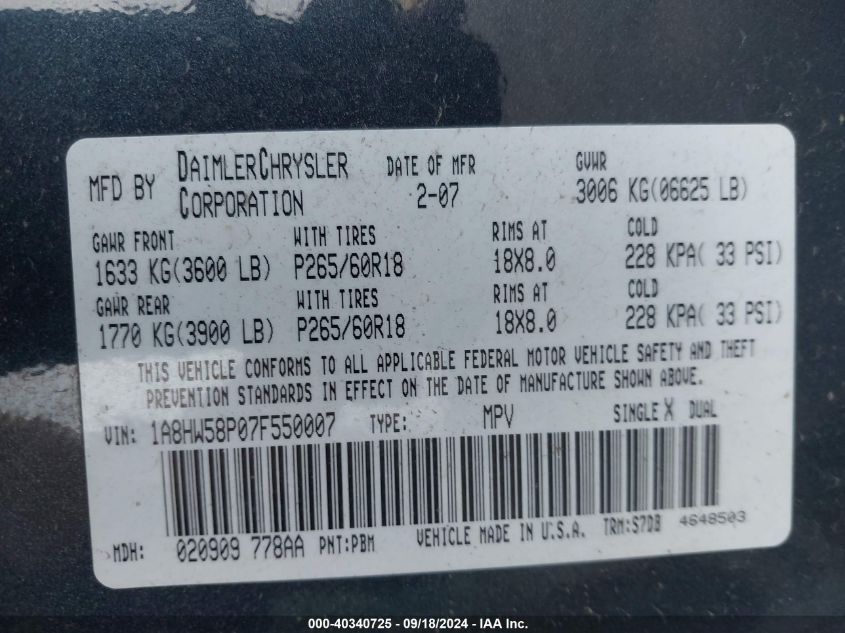 MFD BY DAIMLERCHRYSLER CORPORATION DATE OF MFR 2-07 GVWR 3006 KG(06625 LB)
GAWR FRONT WITH TIRES RIMS AT COLD
1633 KG(3600 LB) P265/60R18 18X8.0 228 KPA( 33 PSI)
GAWR REAR WITH TIRES RIMS AT COLD
1770 KG(3900 LB) P265/60R18 18X8.0 228 KPA( 33 PSI)
THIS VEHICLE CONFORMS TO ALL APPLICABLE FEDERAL MOTOR VEHICLE SAFETY AND THEFT
PREVENTION STANDARDS IN EFFECT ON THE DATE OF MANUFACTURE SHOWN ABOVE.
VIN: 1A8HW58P07F550007 TYPE: MPV SINGLE X DUAL
MDH: 020909 778AA PNT:PBM VEHICLE MADE IN U.S.A. TRM:S7DB 4648503
000-40340725 - 09/18/2024 - IAA Inc.